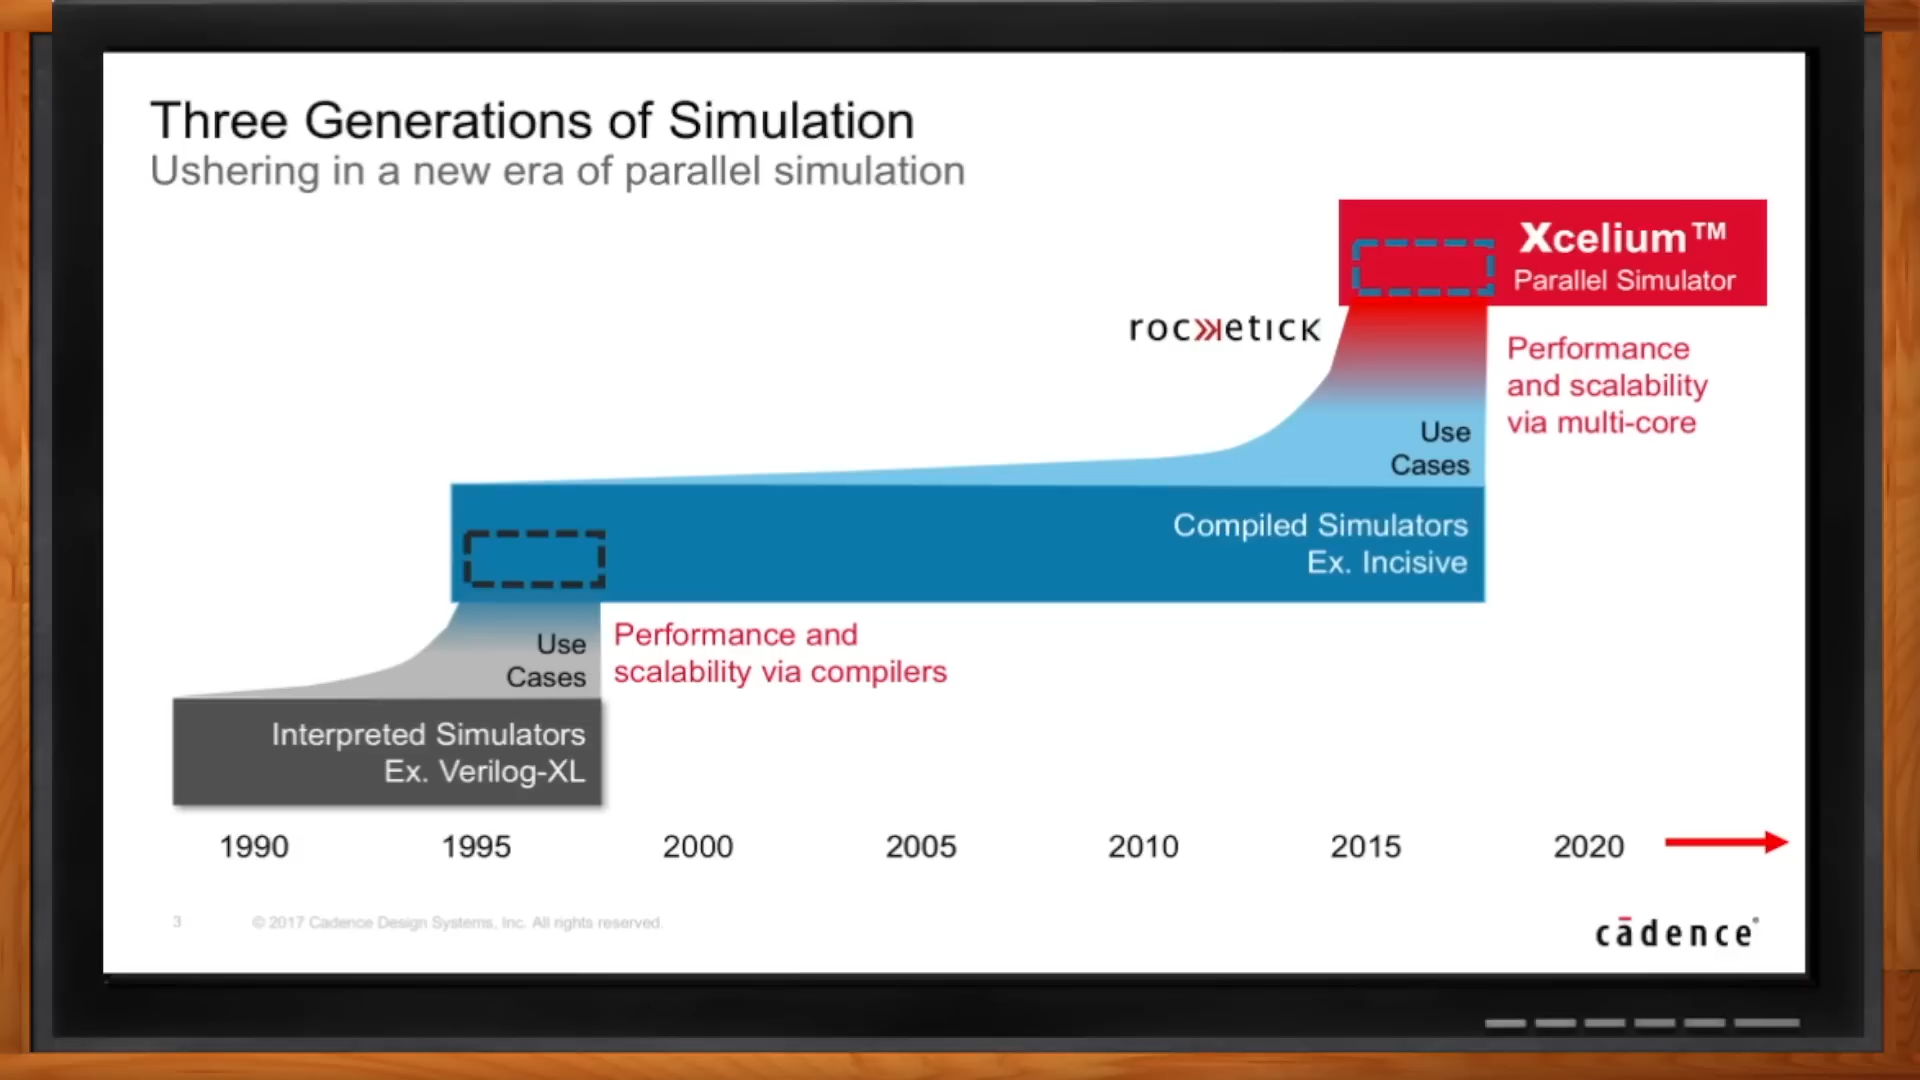 Three Generations of Simulation
Ushering in a new era of parallel simulation
Xcelium™
Parallel Simulator
rocketick
Performance
and scalability
via multi-core
Use
Cases
Compiled Simulators
Ex. Incisive
Use
Cases
Performance and
scalability via compilers
Interpreted Simulators
Ex. Verilog-XL
1990 1995 2000 2005 2010 2015 2020
3 © 2017 Cadence Design Systems, Inc. All rights reserved.
cādence®